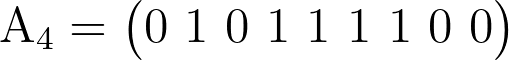 A₄ = (0 1 0 1 1 1 1 0 0)